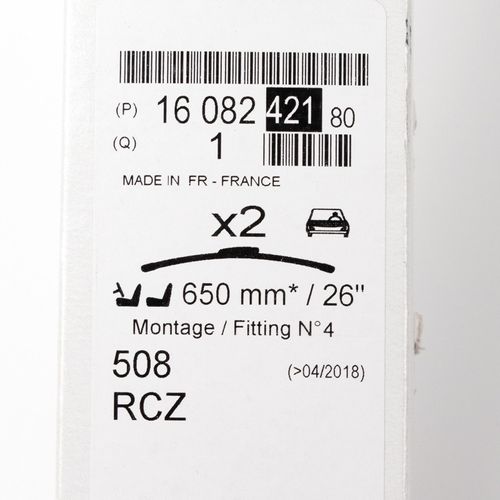 (P) 16 082 421 80
(Q) 1
MADE IN FR - FRANCE
x2
650 mm* / 26"
Montage / Fitting N°4
508 (>04/2018)
RCZ